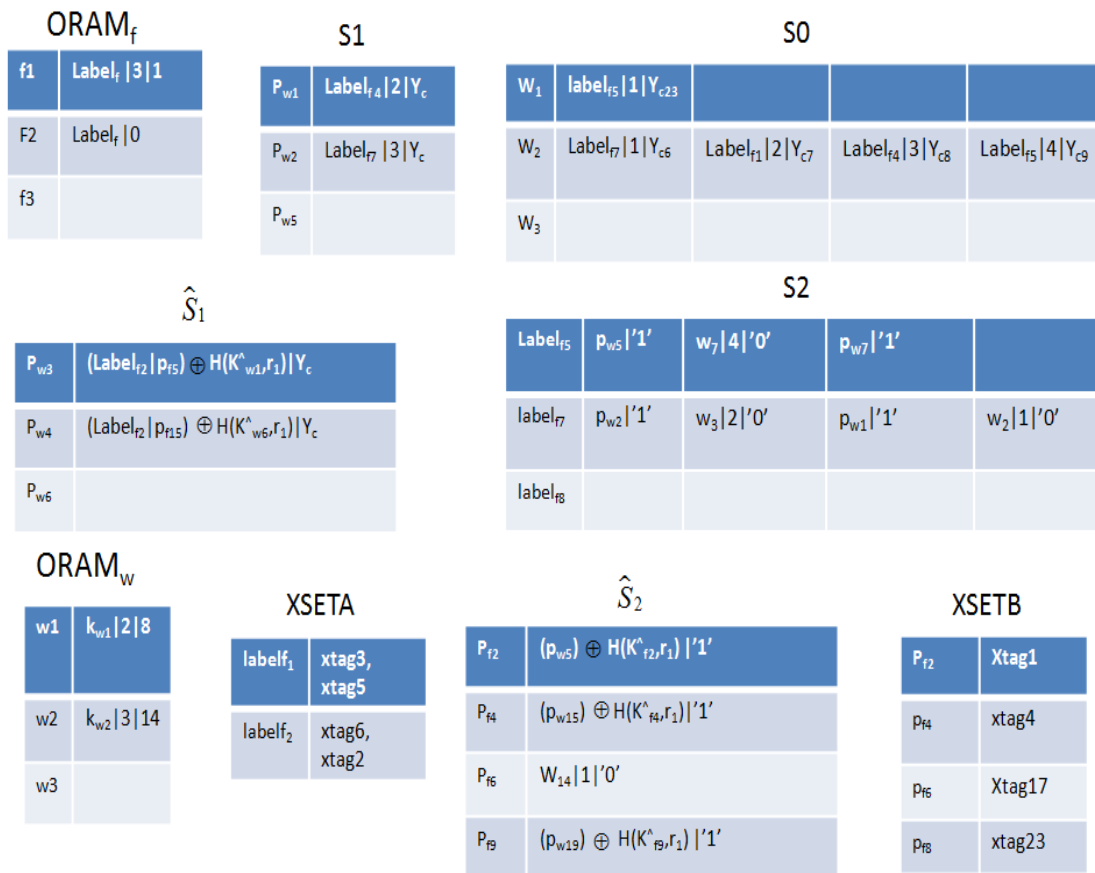 ORAMf
f1 Labelf |3|1
F2 Labelf |0
f3
S1
Pw1 Labelf 4|2|Yc
Pw2 Labelf7 |3|Yc
Pw5
S0
W1 labelf5|1|Yc23
W2 Labelf7|1|Yc6 Labelf1|2|Yc7 Labelf4|3|Yc8 Labelf5|4|Yc9
W3
Ŝ1
Pw3 (Labelf2|pf5) ⊕ H(K^w1,r1)|Yc
Pw4 (Labelf2|pf15) ⊕ H(K^w6,r1)|Yc
Pw6
S2
Labelf5 pw5|'1' w7|4|'0' pw7|'1'
labelf7 pw2|'1' w3|2|'0' pw1|'1' w2|1|'0'
labelf8
ORAMw
w1 kw1|2|8
w2 kw2|3|14
w3
XSETA
labelf1 xtag3,
xtag5
labelf2 xtag6,
xtag2
Ŝ2
Pf2 (pw5) ⊕ H(K^f2,r1) |'1'
Pf4 (pw15) ⊕ H(K^f4,r1)|'1'
Pf6 W14|1|'0'
Pf9 (pw19) ⊕ H(K^f9,r1) |'1'
XSETB
Pf2 Xtag1
pf4 xtag4
pf6 Xtag17
pf8 xtag23